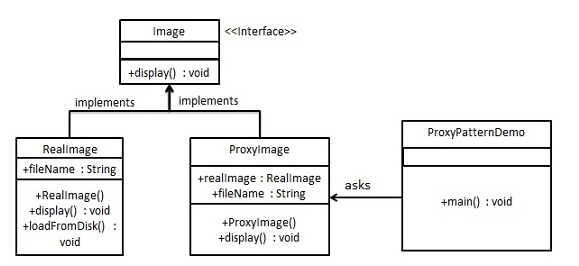 Image
<<Interface>>
+display() : void
implements
implements
RealImage
+fileName : String
+RealImage()
+display() : void
+loadFromDisk() :
void
ProxyImage
+realImage : RealImage
+fileName : String
+ProxyImage()
+display() : void
asks
ProxyPatternDemo
+main() : void